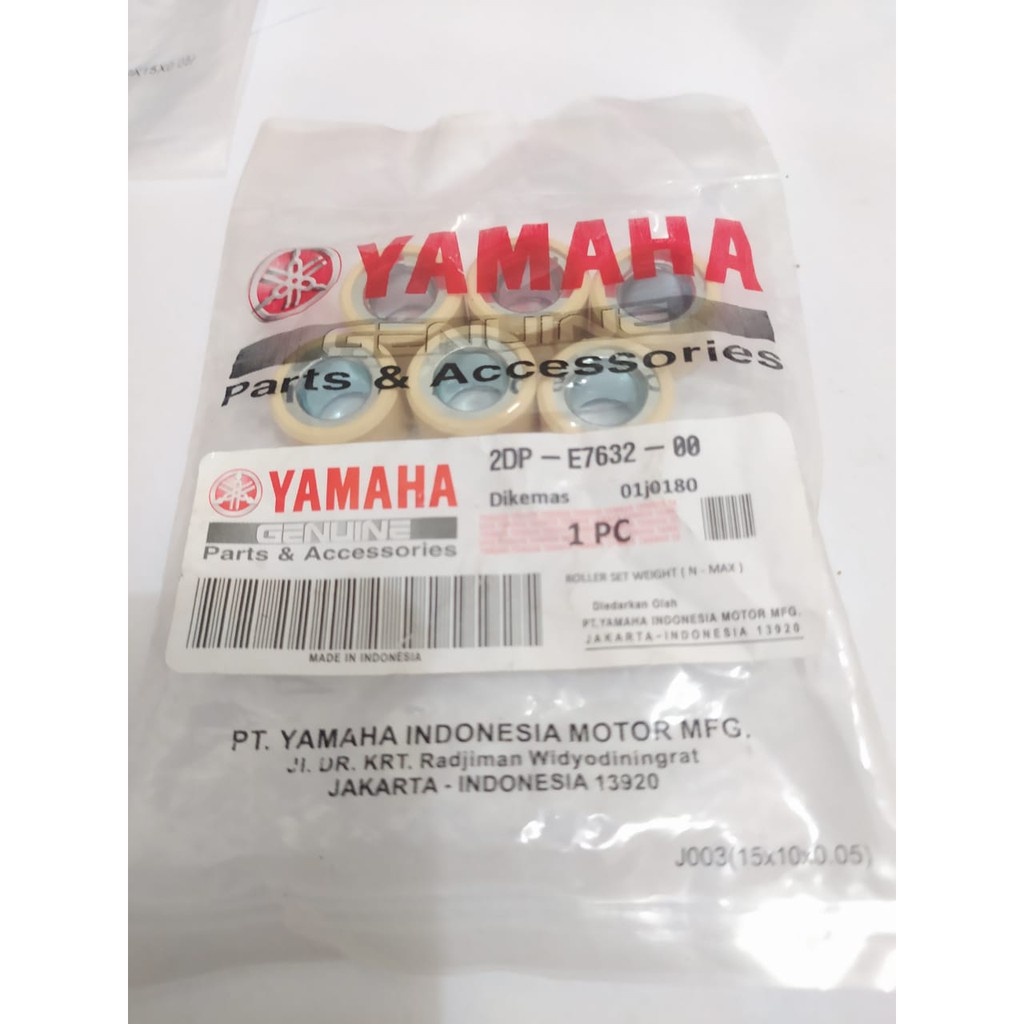 YAMAHA
GENUINE
Parts & Accessories
YAMAHA
GENUINE
Parts & Accessories
MADE IN INDONESIA
2DP - E7632 - 00
Dikemas 01j0180
1 PC
ROLLER SET WEIGHT ( N - MAX )
Diedarkan Oleh
PT.YAMAHA INDONESIA MOTOR MFG.
JAKARTA-INDONESIA 13920
PT. YAMAHA INDONESIA MOTOR MFG.
Jl. DR. KRT. Radjiman Widyodiningrat
JAKARTA - INDONESIA 13920
J003(15x10x0.05)